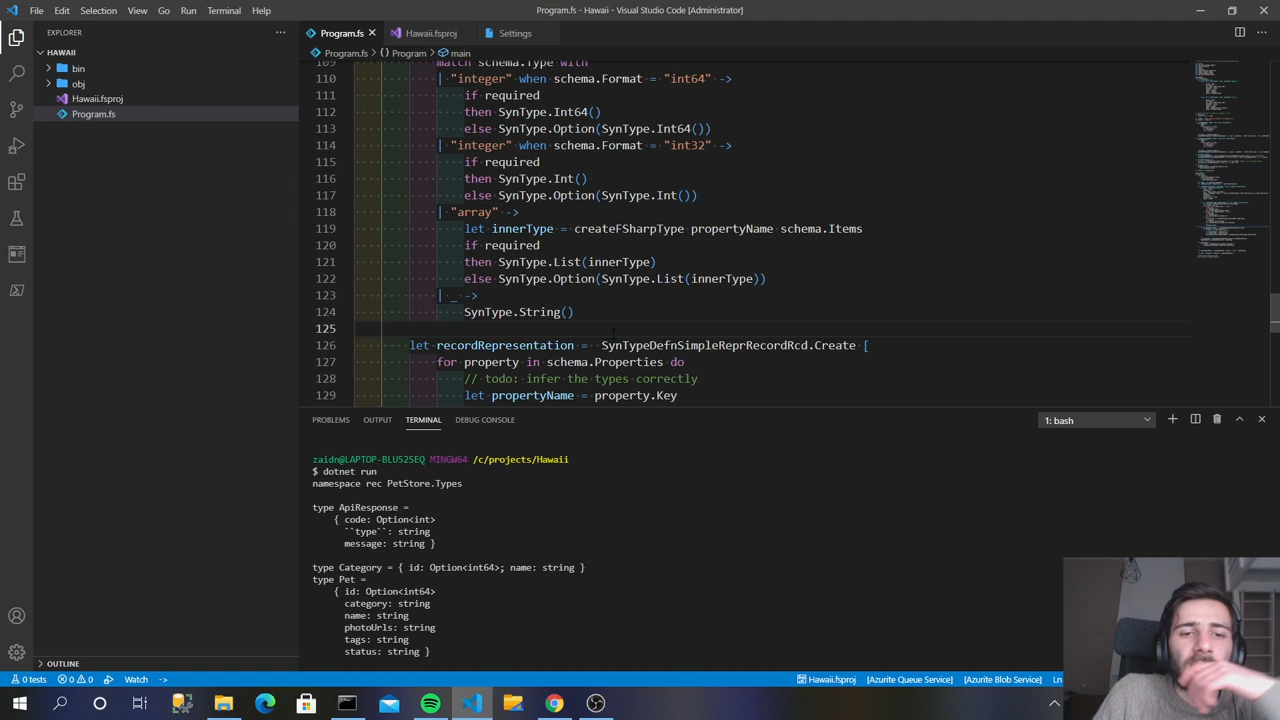 File Edit Selection View Go Run Terminal Help
Program.fs - Hawaii - Visual Studio Code [Administrator]
EXPLORER
HAWAII
bin
obj
Hawaii.fsproj
Program.fs
OUTLINE
Program.fs Hawaii.fsproj Settings
Program.fs > {} Program > main
109 match schema.Type with
110 | "integer" when schema.Format = "int64" ->
111 if required
112 then SynType.Int64()
113 else SynType.Option(SynType.Int64())
114 | "integer" when schema.Format = "int32" ->
115 if required
116 then SynType.Int()
117 else SynType.Option(SynType.Int())
118 | "array" ->
119 let innerType = createFSharpType propertyName schema.Items
120 if required
121 then SynType.List(innerType)
122 else SynType.Option(SynType.List(innerType))
123 | _ ->
124 SynType.String()
125
126 let recordRepresentation = SynTypeDefnSimpleReprRecordRcd.Create [
127 for property in schema.Properties do
128 // todo: infer the types correctly
129 let propertyName = property.Key
PROBLEMS OUTPUT TERMINAL DEBUG CONSOLE
1: bash
zaidn@LAPTOP-BLU52SEQ MINGW64 /c/projects/Hawaii
$ dotnet run
namespace rec PetStore.Types
type ApiResponse =
{ code: Option<int>
``type``: string
message: string }
type Category = { id: Option<int64>; name: string }
type Pet =
{ id: Option<int64>
category: string
name: string
photoUrls: string
tags: string
status: string }
0 tests 0 0 Watch -> Hawaii.fsproj [Azurite Queue Service] [Azurite Blob Service] Ln